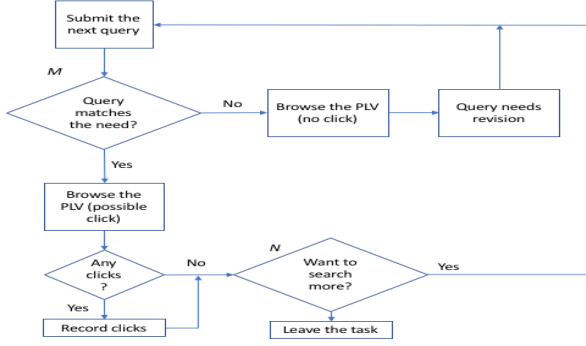 Submit the
next query
M
Query
matches
the need?
No
Browse the PLV
(no click)
Query needs
revision
Yes
Browse the
PLV (possible
click)
Any
clicks
?
No
N
Want to
search
more?
Yes
Yes
Record clicks
Leave the task